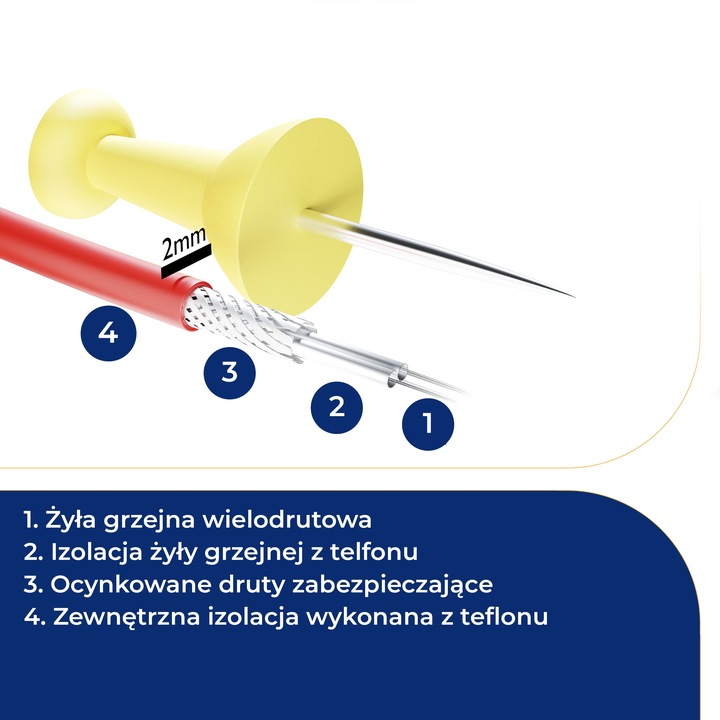 2mm
4
3
2
1
1. Żyła grzejna wielodrutowa
2. Izolacja żyły grzejnej z telfonu
3. Ocynkowane druty zabezpieczające
4. Zewnętrzna izolacja wykonana z teflonu